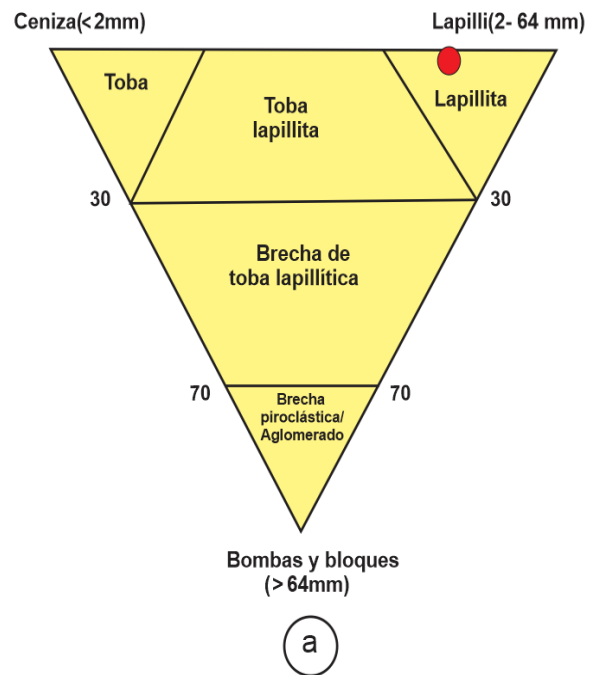 Ceniza(<2mm)
Lapilli(2- 64 mm)
Toba
Toba
lapillita
Lapillita
30
30
Brecha de
toba lapillítica
70
70
Brecha
piroclástica/
Aglomerado
Bombas y bloques
(>64mm)
a